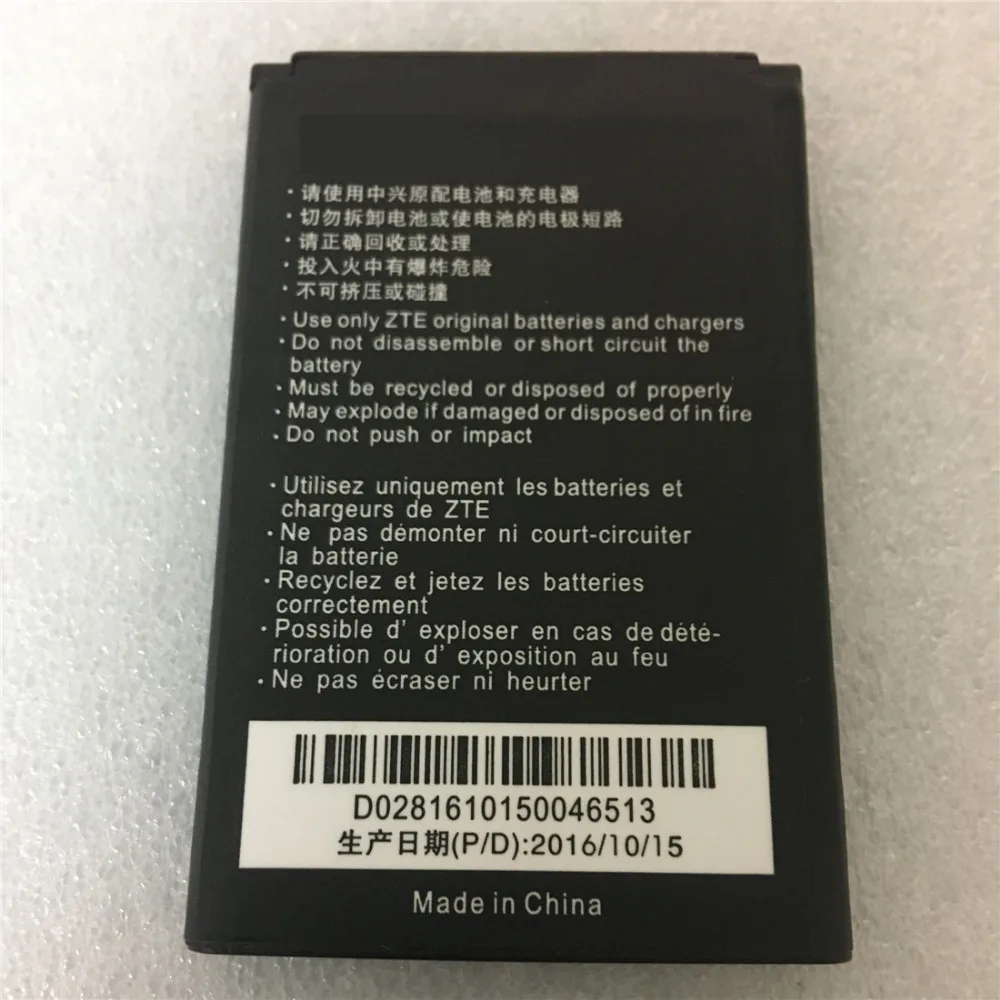 ·请使用中兴原配电池和充电器
·切勿拆卸电池或使电池的电极短路
·请正确回收或处理
·投入火中有爆炸危险
·不可挤压或碰撞
·Use only ZTE original batteries and chargers
·Do not disassemble or short circuit the
battery
·Must be recycled or disposed of properly
·May explode if damaged or disposed of in fire
·Do not push or impact
·Utilisez uniquement les batteries et
chargeurs de ZTE
·Ne pas démonter ni court-circuiter
la batterie
·Recyclez et jetez les batteries
correctement
·Possible d' exploser en cas de dété-
rioration ou d' exposition au feu
·Ne pas écraser ni heurter
D0281610150046513
生产日期(P/D):2016/10/15
Made in China